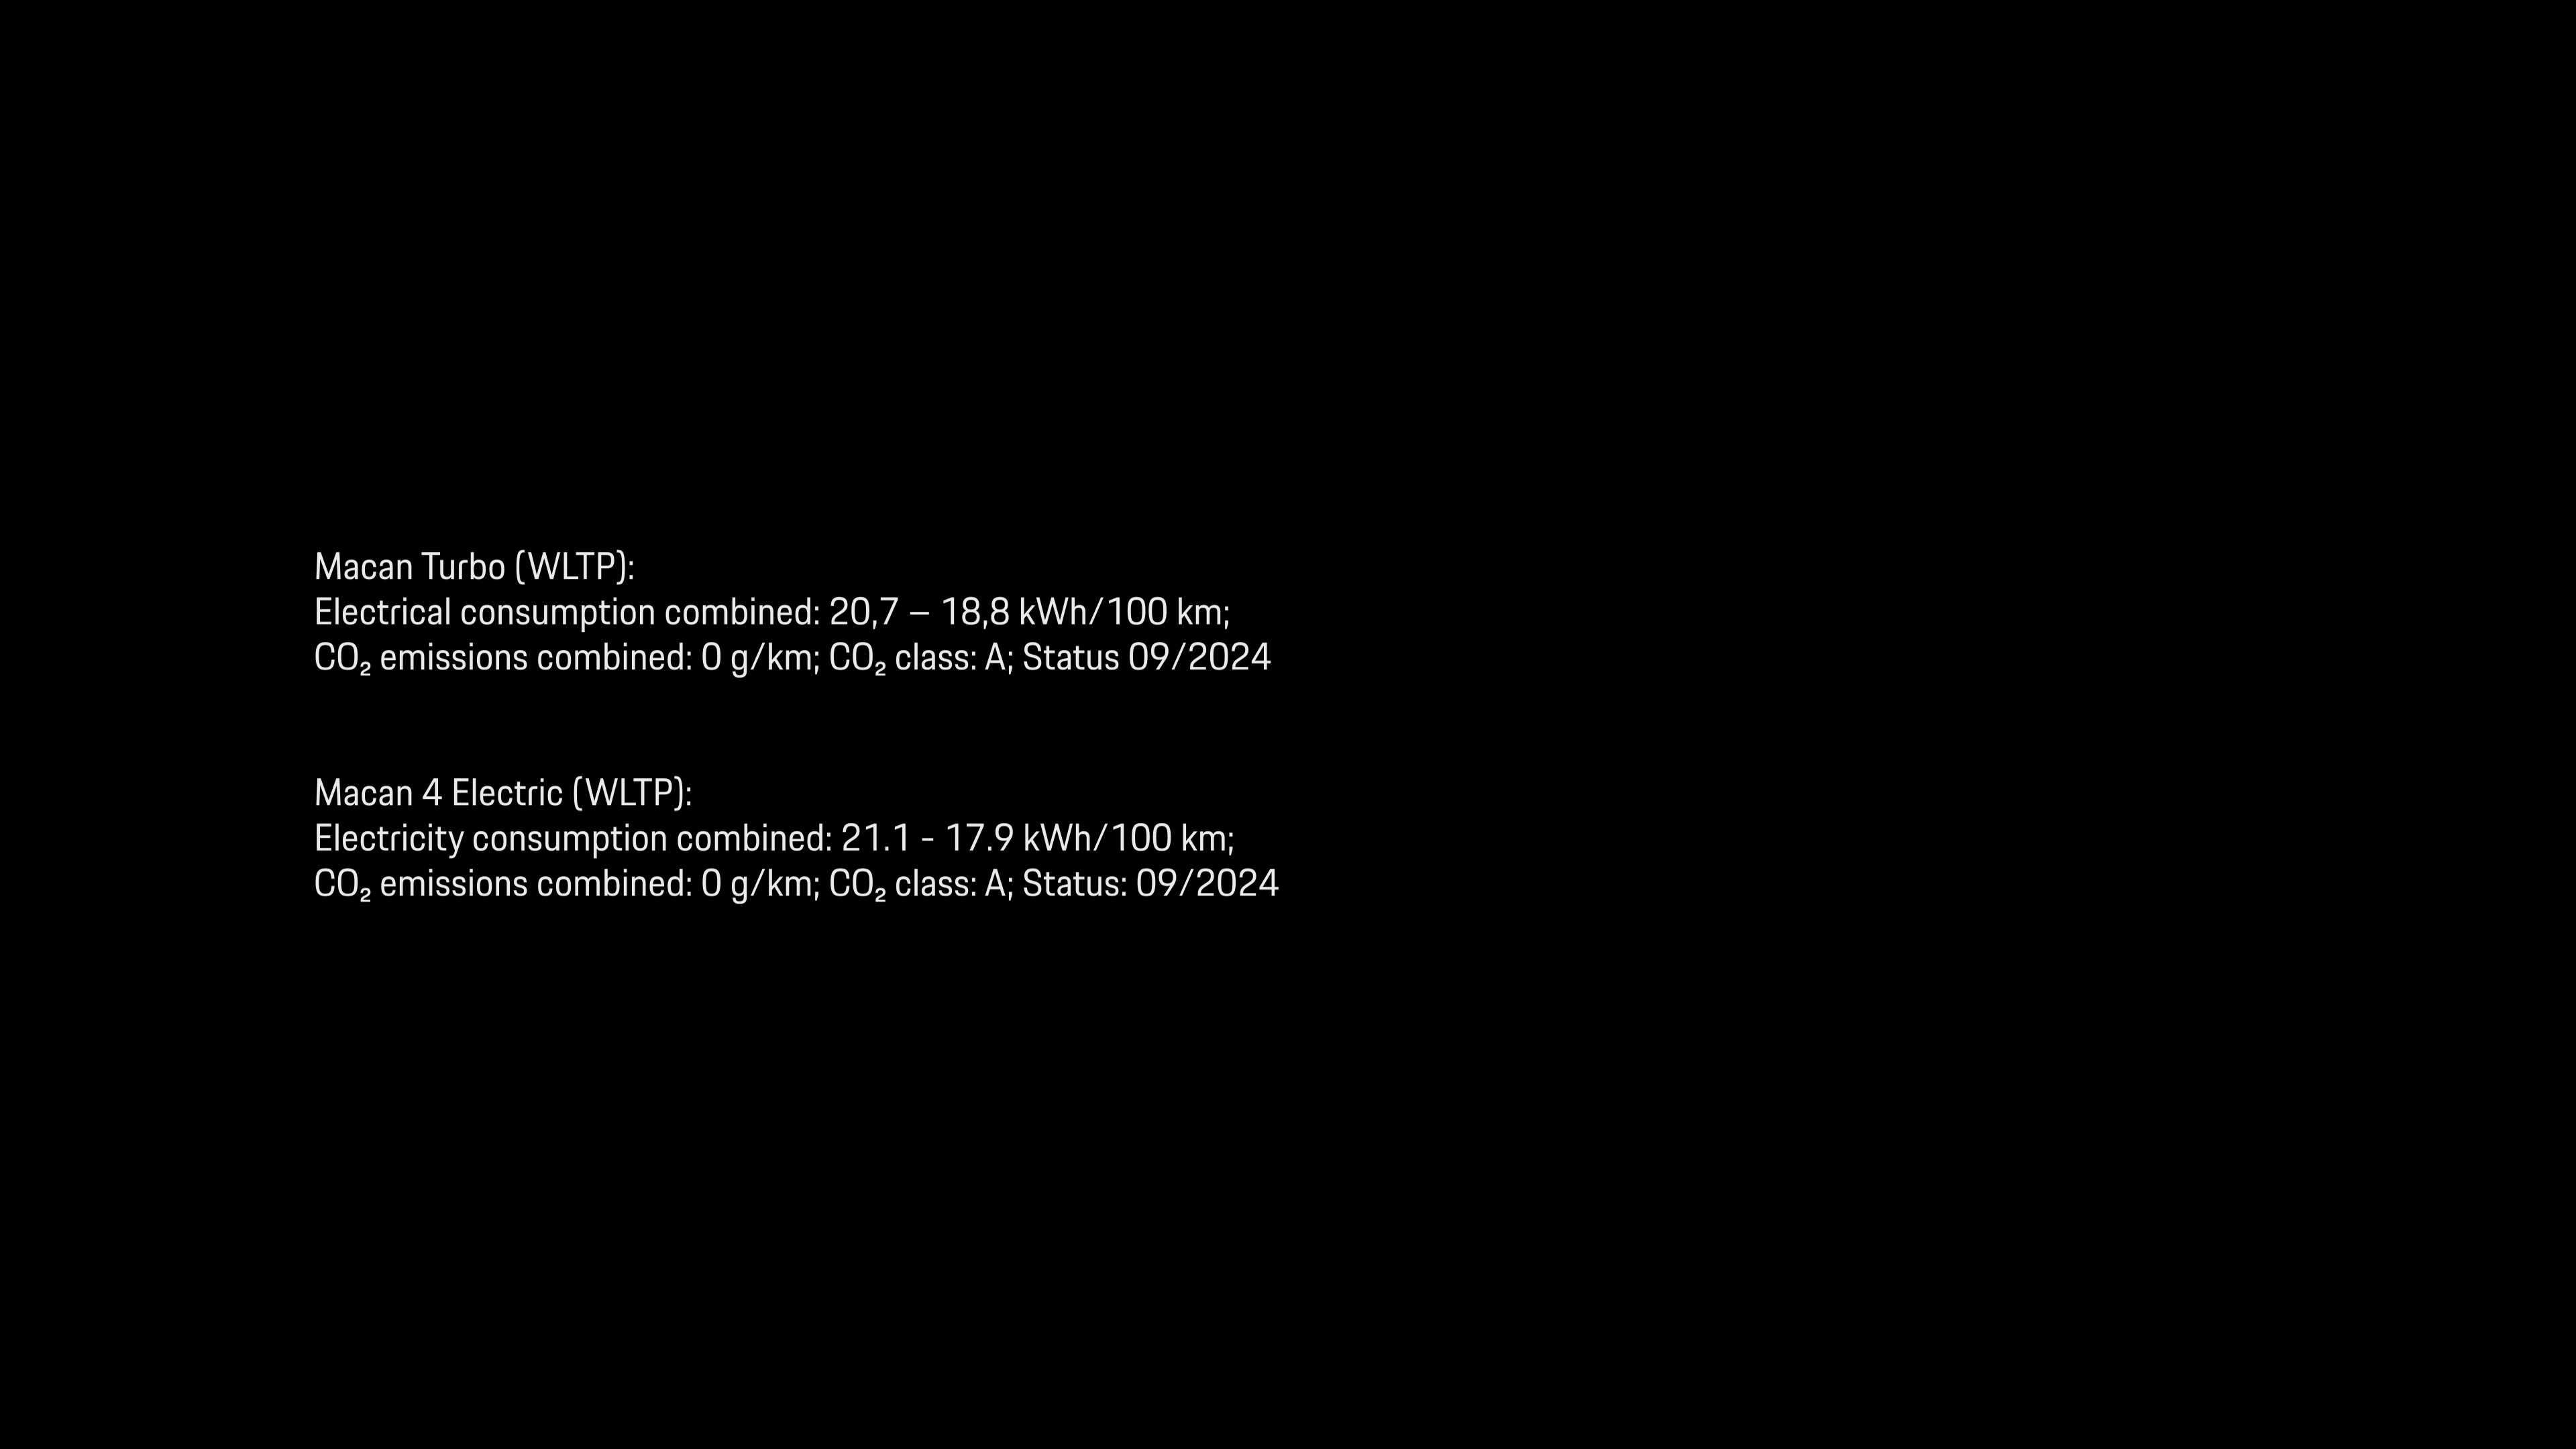 Macan Turbo (WLTP):
Electrical consumption combined: 20,7 – 18,8 kWh/100 km;
CO₂ emissions combined: 0 g/km; CO₂ class: A; Status 09/2024
Macan 4 Electric (WLTP):
Electricity consumption combined: 21.1 - 17.9 kWh/100 km;
CO₂ emissions combined: 0 g/km; CO₂ class: A; Status: 09/2024